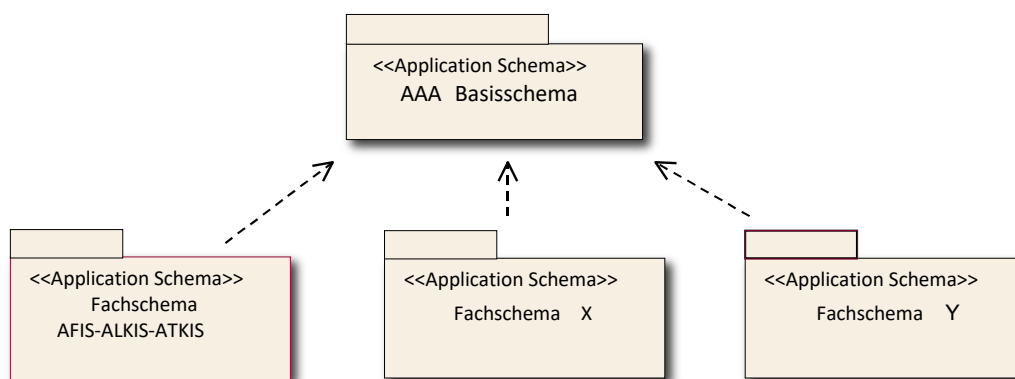 <<Application Schema>>
AAA Basisschema
<<Application Schema>>
Fachschema
AFIS-ALKIS-ATKIS
<<Application Schema>>
Fachschema X
<<Application Schema>>
Fachschema Y